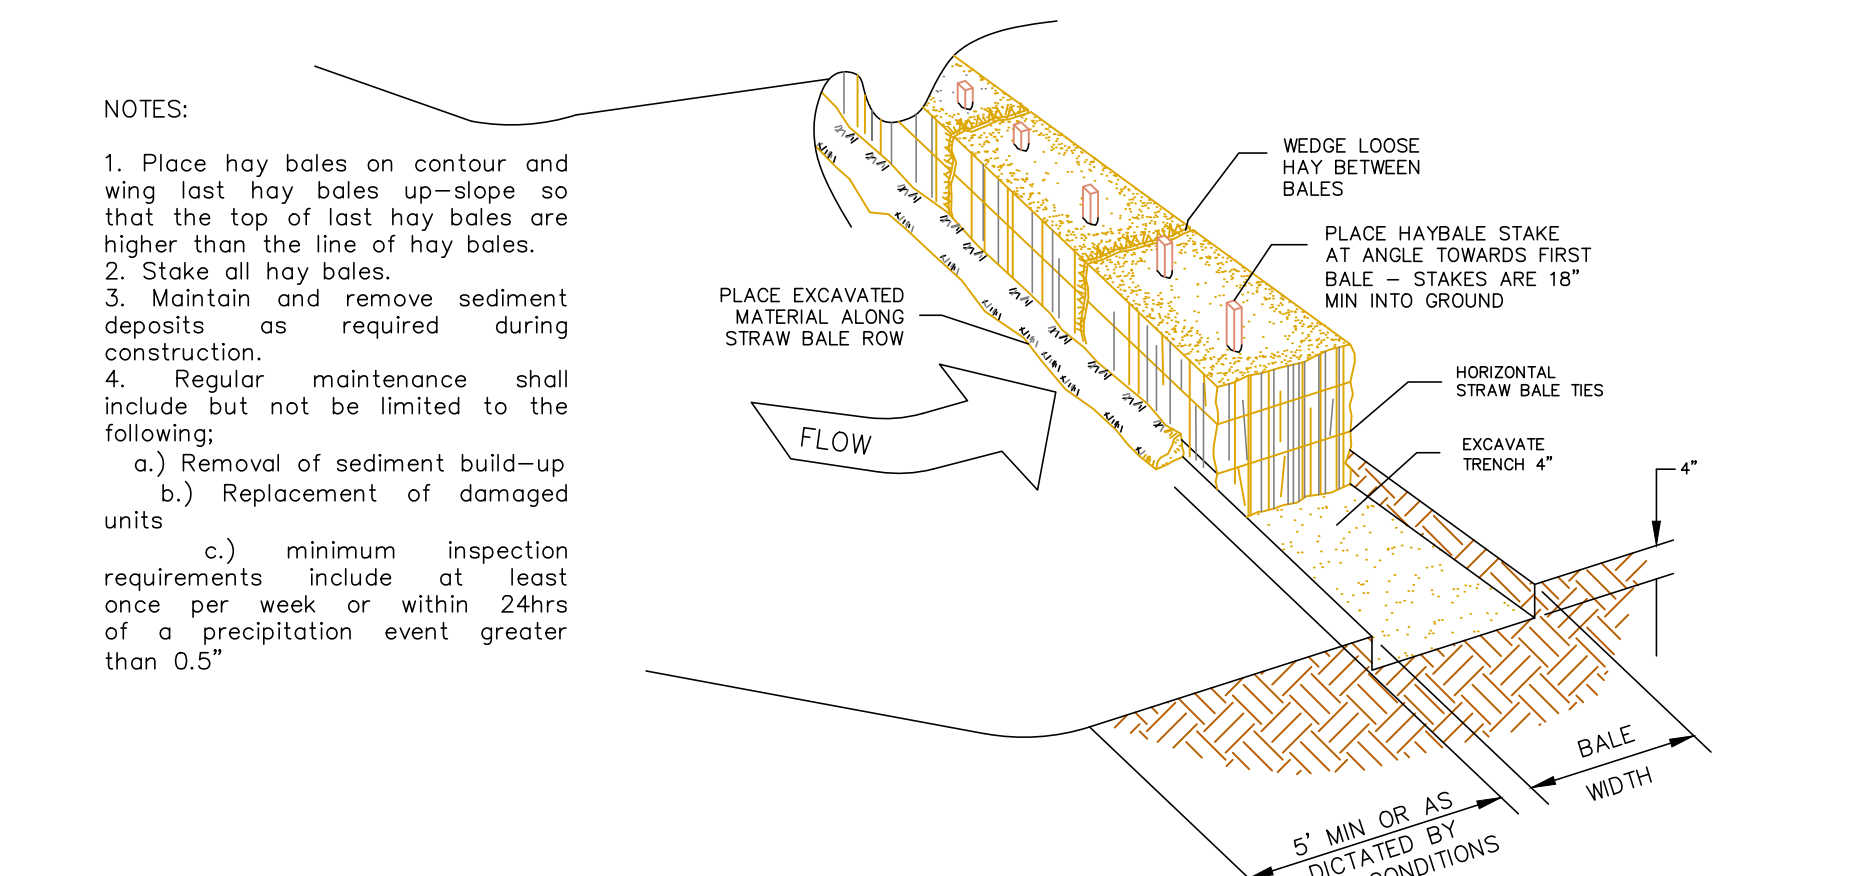 NOTES:
1. Place hay bales on contour and
wing last hay bales up-slope so
that the top of last hay bales are
higher than the line of hay bales.
2. Stake all hay bales.
3. Maintain and remove sediment
deposits as required during
construction.
4. Regular maintenance shall
include but not be limited to the
following;
a.) Removal of sediment build-up
b.) Replacement of damaged
units
c.) minimum inspection
requirements include at least
once per week or within 24hrs
of a precipitation event greater
than 0.5"
WEDGE LOOSE
HAY BETWEEN
BALES
PLACE HAYBALE STAKE
AT ANGLE TOWARDS FIRST
BALE - STAKES ARE 18"
MIN INTO GROUND
PLACE EXCAVATED
MATERIAL ALONG
STRAW BALE ROW
HORIZONTAL
STRAW BALE TIES
FLOW
EXCAVATE
TRENCH 4"
4"
BALE
WIDTH
5' MIN OR AS
DICTATED BY
CONDITIONS